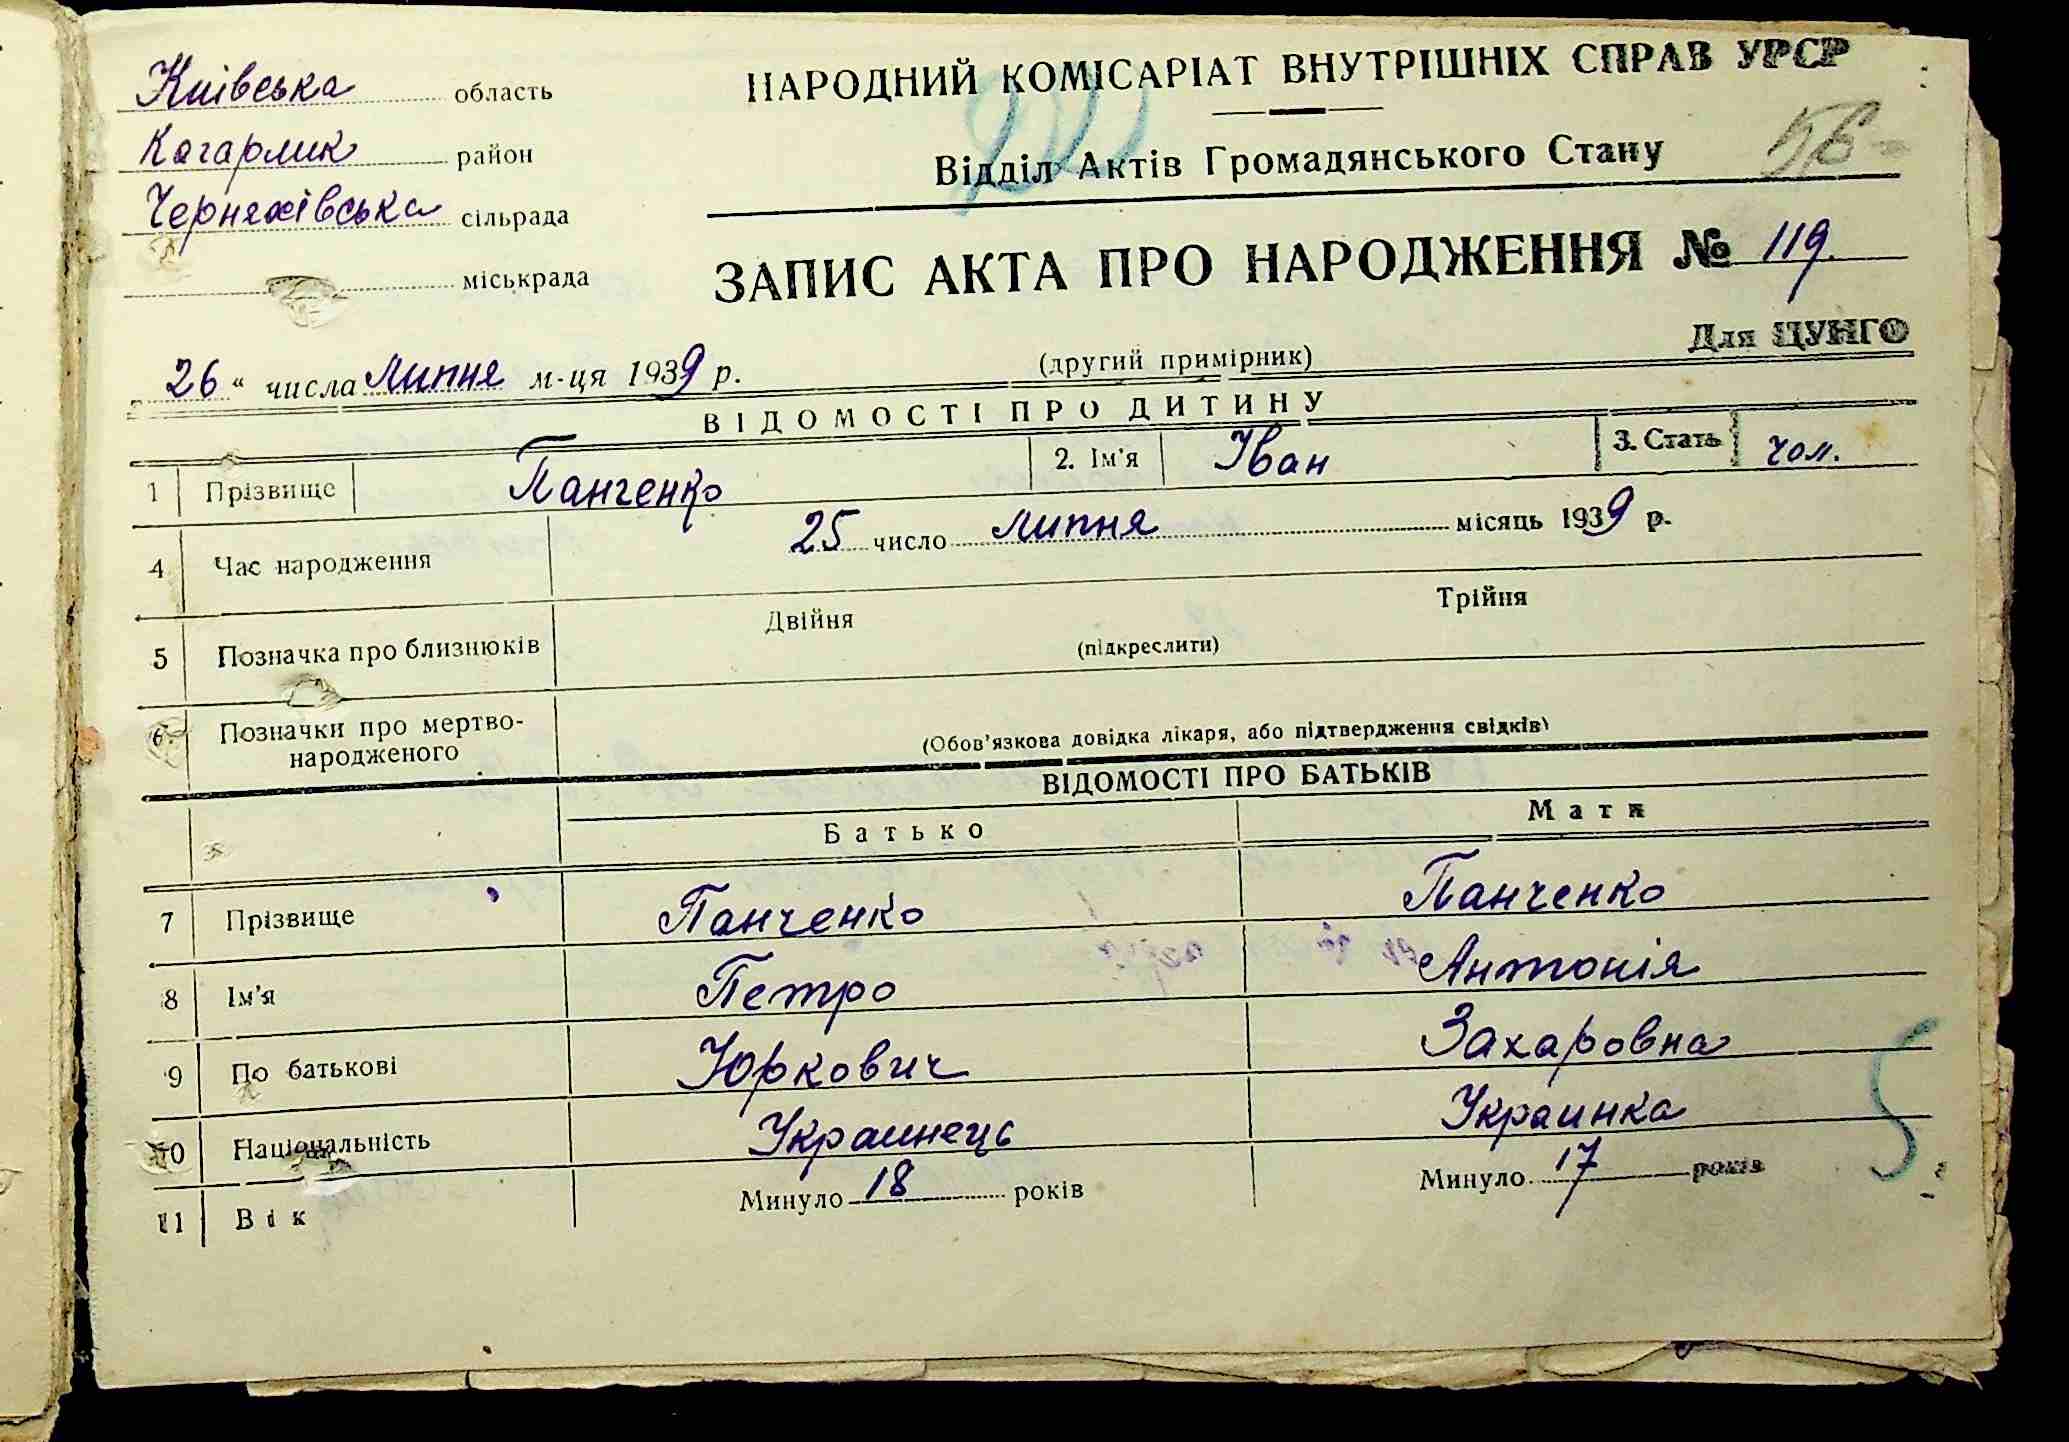 Київська область
Кагарлик район
Черняхівська сільрада
міськрада
НАРОДНИЙ КОМІСАРІАТ ВНУТРІШНІХ СПРАВ УРСР
Відділ Актів Громадянського Стану
ЗАПИС АКТА ПРО НАРОДЖЕННЯ № 119.
Для ЦУНГО
„26“ числа Липня м-ця 1939 р.
(другий примірник)
ВІДОМОСТІ ПРО ДИТИНУ
1 Прізвище Панченко 2. Ім'я Іван 3. Стать чол.
4 Час народження 25 число Липня місяць 1939 р.
5 Позначка про близнюків Двійня Трійня
(підкреслити)
6. Позначки про мертво-
народженого
(Обов'язкова довідка лікаря, або підтвердження свідків)
ВІДОМОСТІ ПРО БАТЬКІВ
Батько Мати
7 Прізвище Панченко Панченко
8 Ім'я Петро Антонія
9 По батькові Юркович Захаровна
10 Національність Украинець Украинка
11 Вік Минуло 18 років Минуло 17 років